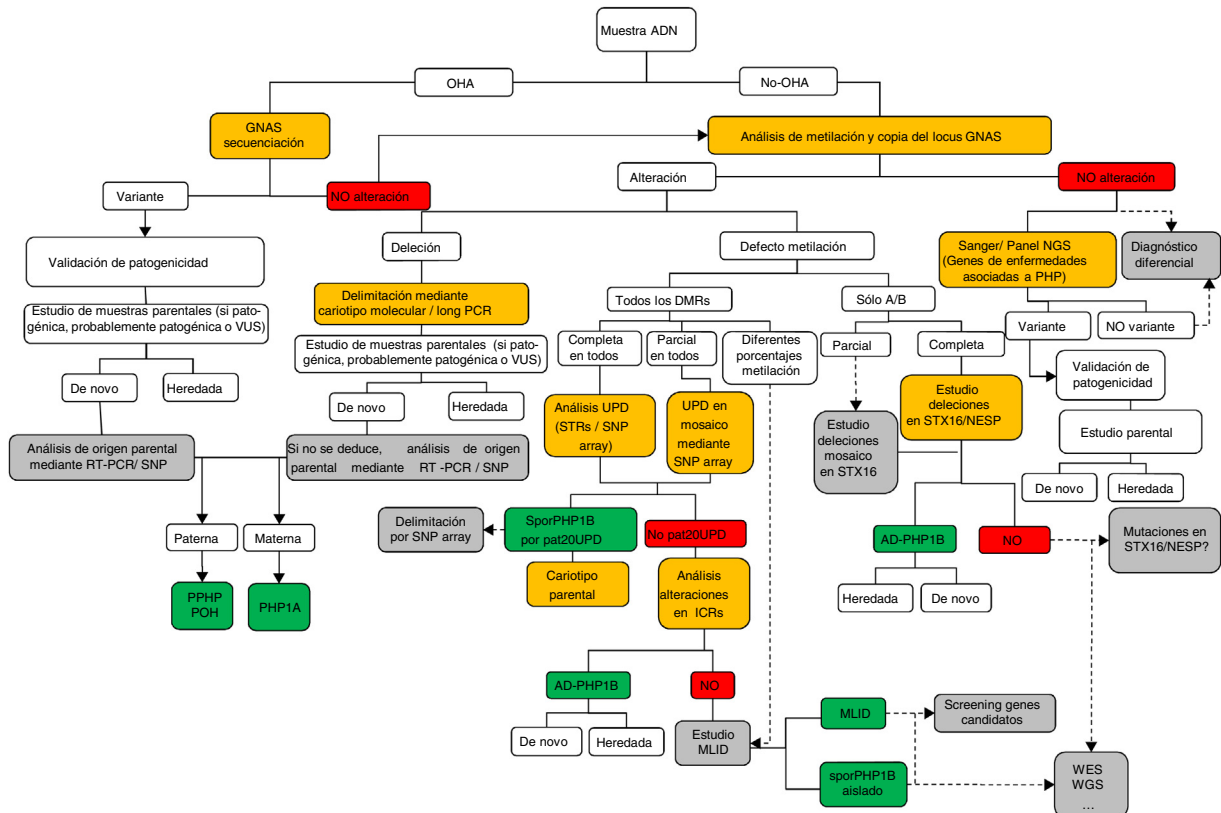 Muestra ADN
OHA
No-OHA
GNAS
secuenciación
Análisis de metilación y copia del locus GNAS
Variante
NO alteración
Alteración
NO alteración
Validación de patogenicidad
Deleción
Defecto metilación
Sanger/ Panel NGS
(Genes de enfermedades
asociadas a PHP)
Diagnóstico
diferencial
Estudio de muestras parentales (si pato-
génica, probablemente patogénica o VUS)
Delimitación mediante
cariotipo molecular / long PCR
Todos los DMRs
Sólo A/B
Variante
NO variante
Estudio de muestras parentales (si pato-
génica, probablemente patogénica o VUS)
Completa
en todos
Parcial
en todos
Diferentes
porcentajes
metilación
Parcial
Completa
Validación de
patogenicidad
De novo
Heredada
De novo
Heredada
Análisis UPD
(STRs / SNP
array)
UPD en
mosaico
mediante
SNP array
Estudio
deleciones
mosaico
en STX16
Estudio
deleciones
en STX16/NESP
Estudio parental
Análisis de origen parental
mediante RT-PCR/ SNP
Si no se deduce, análisis de origen
parental mediante RT -PCR / SNP
De novo
Heredada
Paterna
Materna
Delimitación
por SNP array
SporPHP1B
por pat20UPD
No pat20UPD
AD-PHP1B
NO
Mutaciones en
STX16/NESP?
PPHP
POH
PHP1A
Cariotipo
parental
Análisis
alteraciones
en ICRs
Heredada
De novo
AD-PHP1B
NO
De novo
Heredada
Estudio
MLID
MLID
Screening genes
candidatos
sporPHP1B
aislado
WES
WGS
...